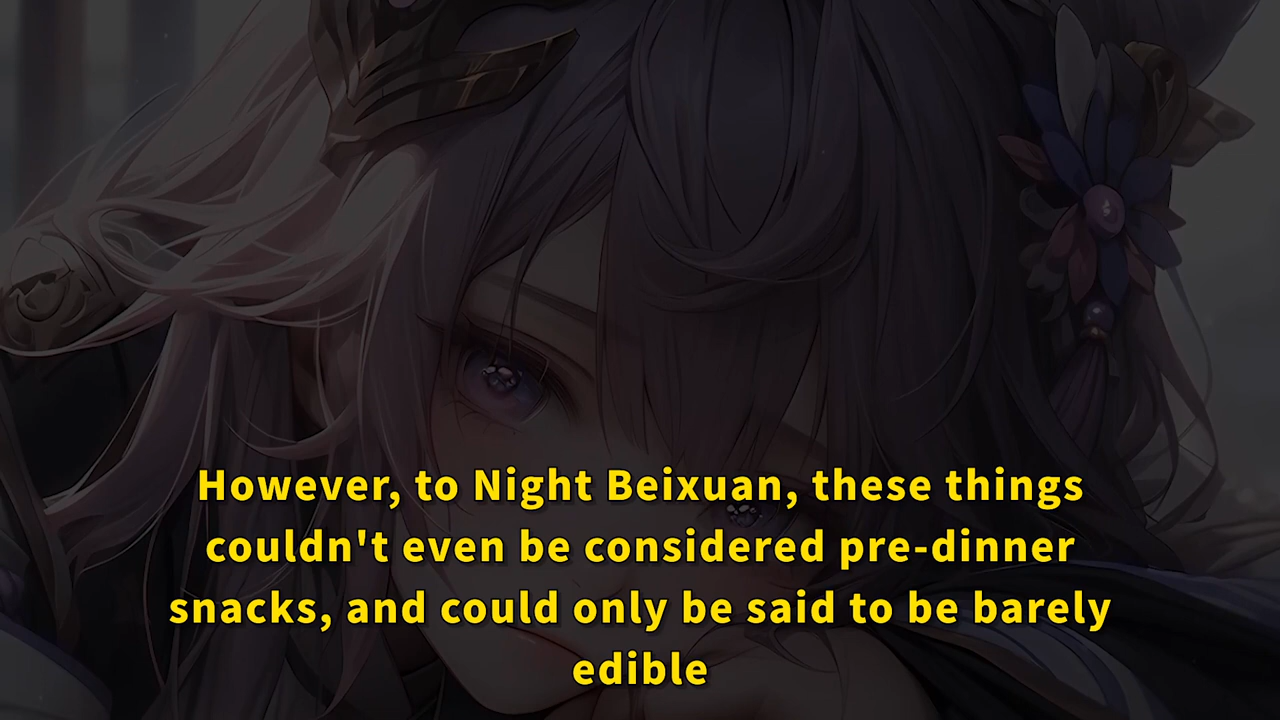 However, to Night Beixuan, these things
couldn't even be considered pre-dinner
snacks, and could only be said to be barely
edible